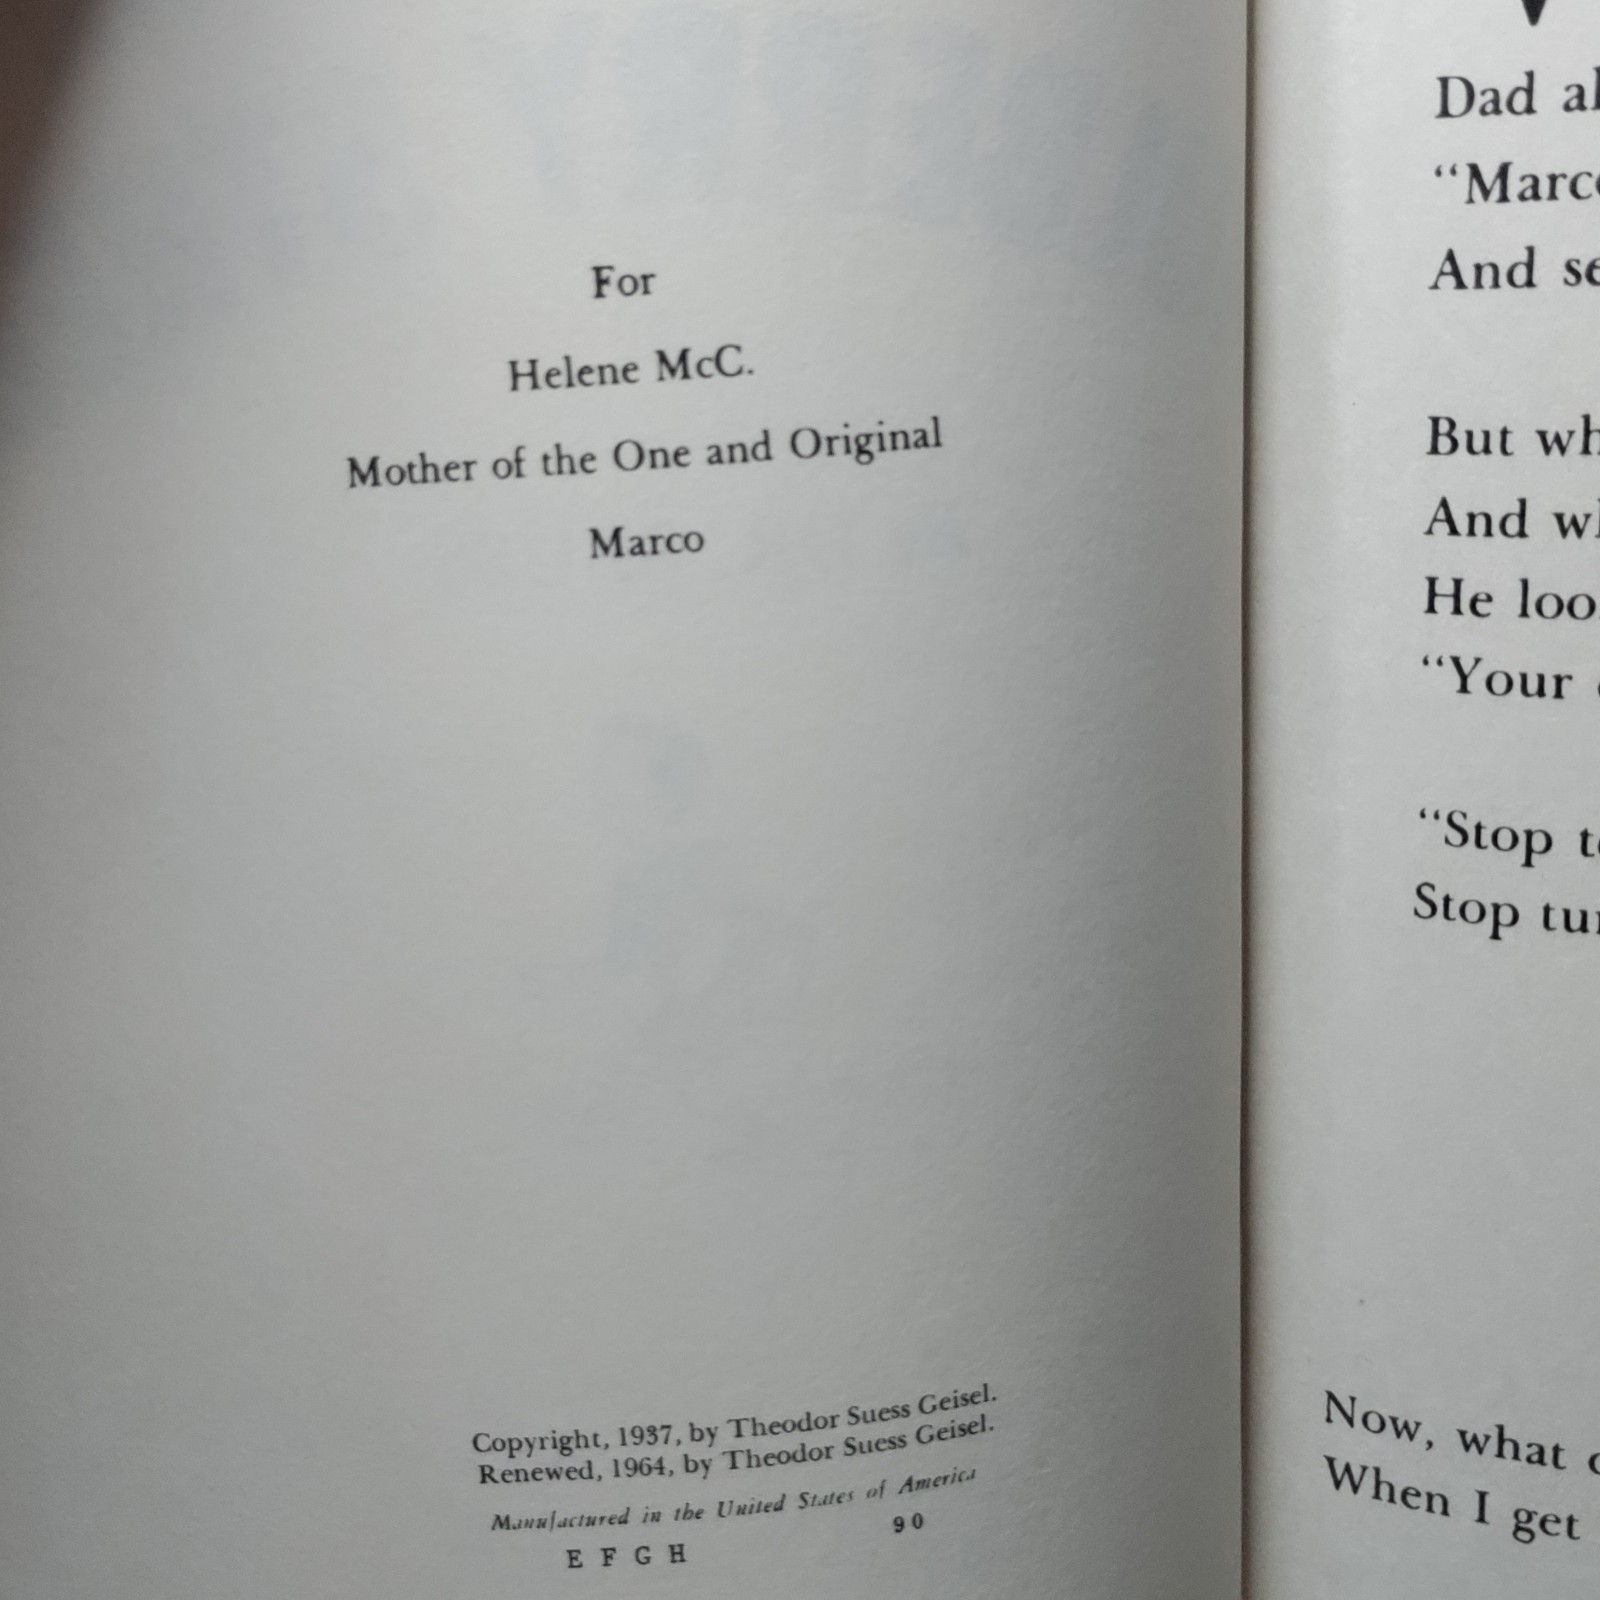 For
Helene McC.
Mother of the One and Original
Marco
Copyright, 1937, by Theodor Suess Geisel.
Renewed, 1964, by Theodor Suess Geisel.
Manufactured in the United States of America
90
E F G H
Dad
"Marco
And
But
And
He
"Your
"Stop
Stop
Now, what
When I get